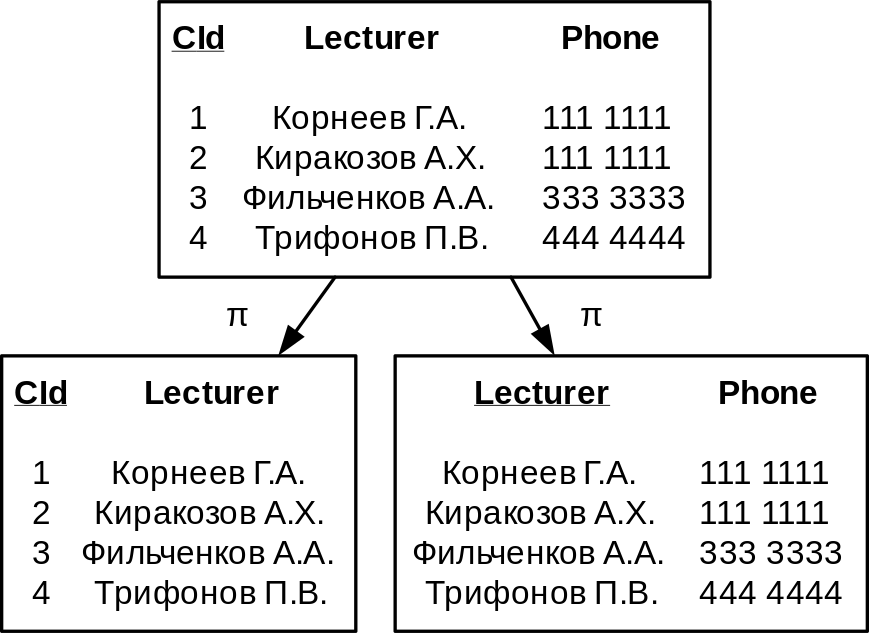 CId Lecturer Phone
1 Корнеев Г.А. 111 1111
2 Киракозов А.Х. 111 1111
3 Фильченков А.А. 333 3333
4 Трифонов П.В. 444 4444
π π
CId Lecturer
1 Корнеев Г.А.
2 Киракозов А.Х.
3 Фильченков А.А.
4 Трифонов П.В.
Lecturer Phone
Корнеев Г.А. 111 1111
Киракозов А.Х. 111 1111
Фильченков А.А. 333 3333
Трифонов П.В. 444 4444